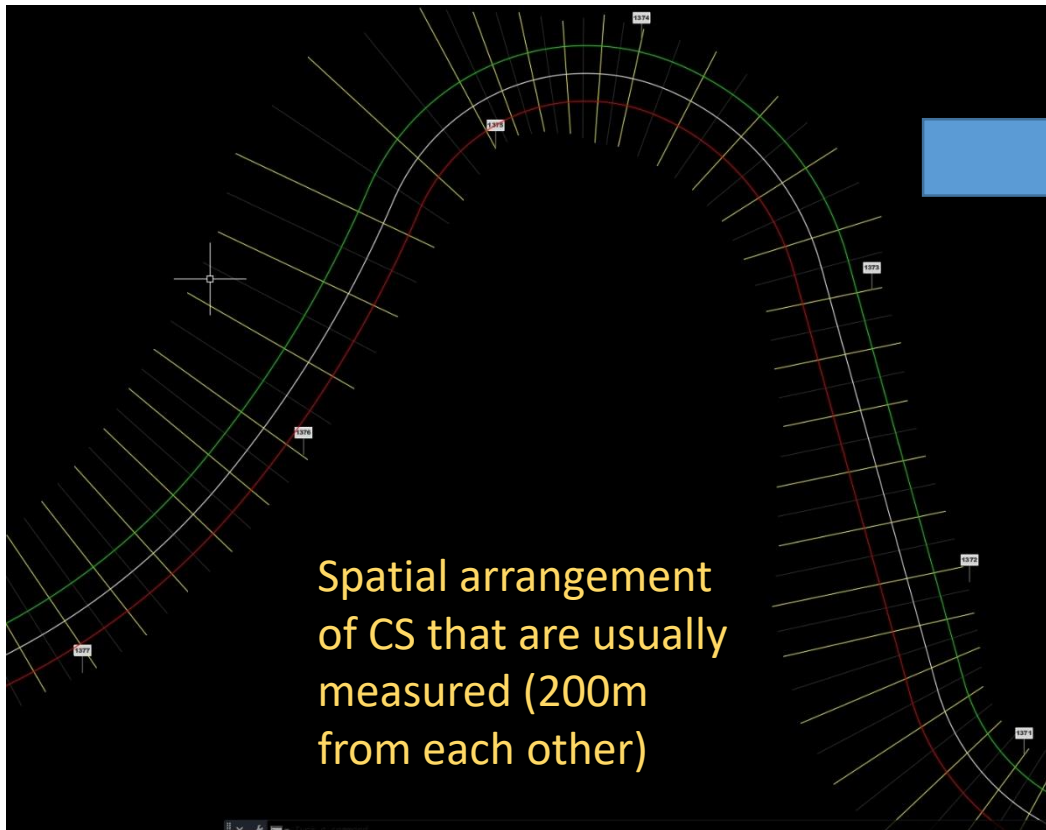 1374
1375
1373
1376
1372
1377
1371
Spatial arrangement
of CS that are usually
measured (200m
from each other)